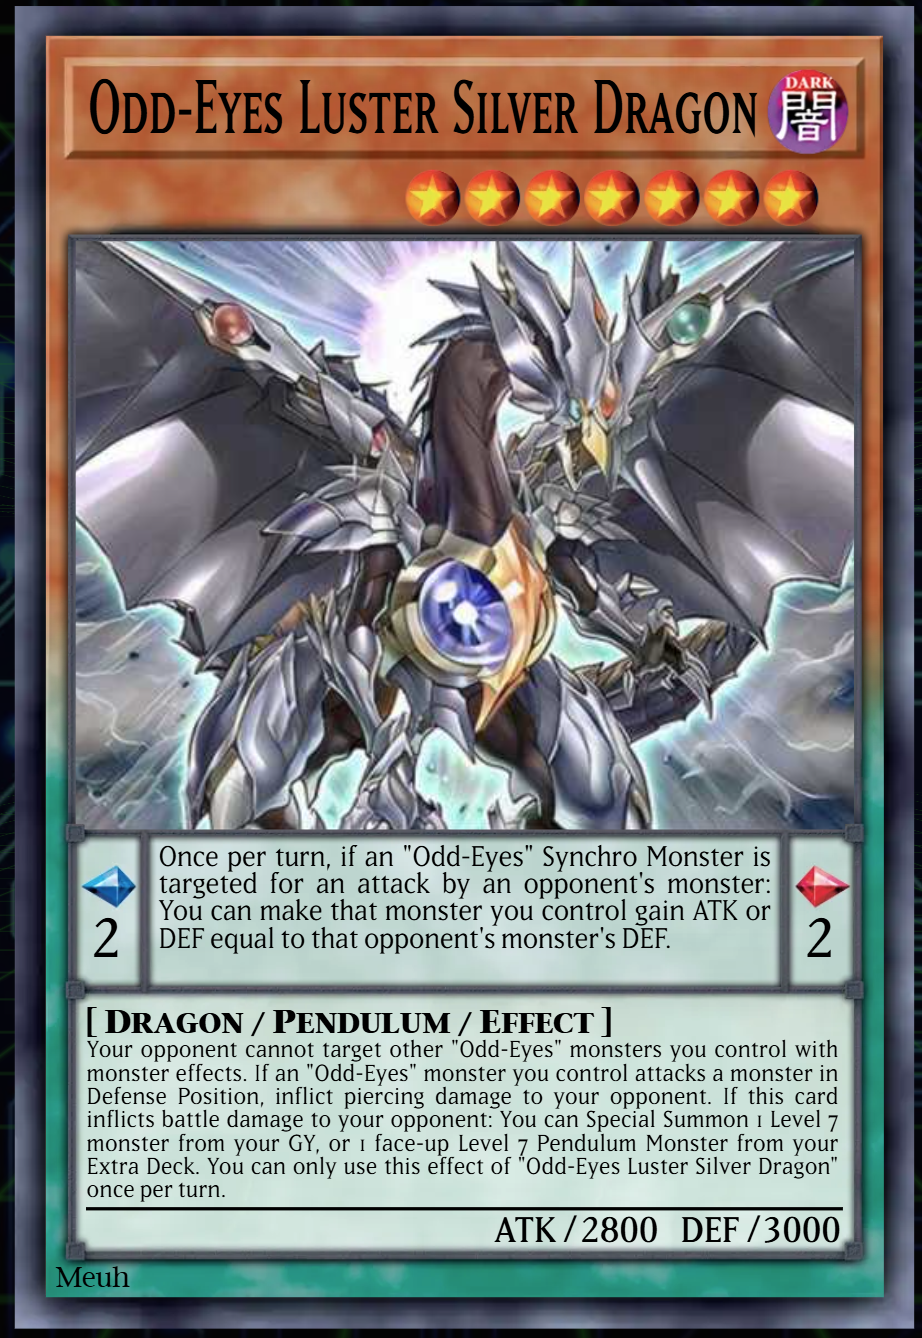 Odd-Eyes Luster Silver Dragon
DARK
闇
2
Once per turn, if an "Odd-Eyes" Synchro Monster is
targeted for an attack by an opponent's monster:
You can make that monster you control gain ATK or
DEF equal to that opponent's monster's DEF.
2
[ Dragon / Pendulum / Effect ]
Your opponent cannot target other "Odd-Eyes" monsters you control with
monster effects. If an "Odd-Eyes" monster you control attacks a monster in
Defense Position, inflict piercing damage to your opponent. If this card
inflicts battle damage to your opponent: You can Special Summon 1 Level 7
monster from your GY, or 1 face-up Level 7 Pendulum Monster from your
Extra Deck. You can only use this effect of "Odd-Eyes Luster Silver Dragon"
once per turn.
ATK/2800 DEF/3000
Meuh